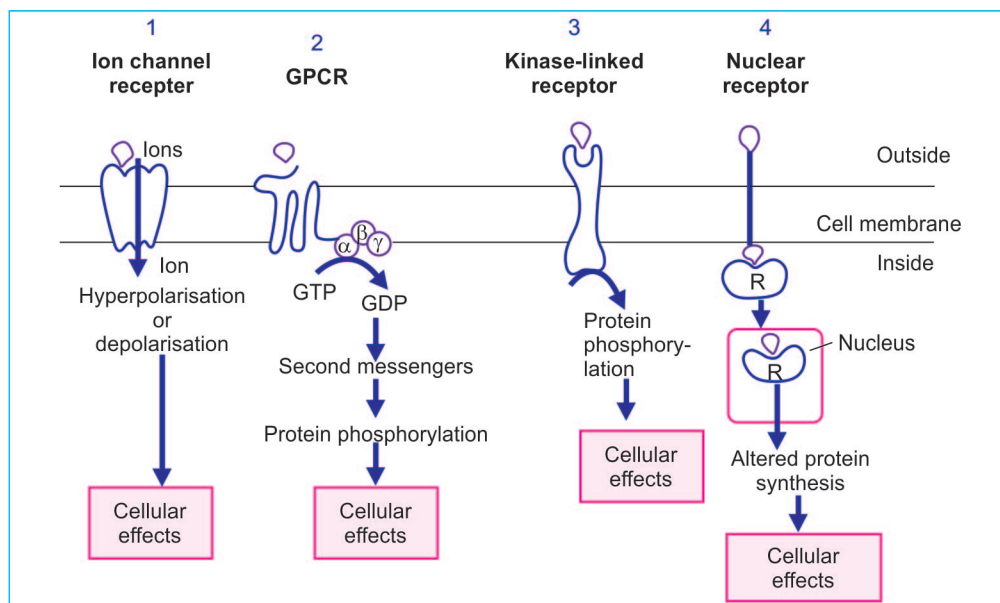 1
Ion channel
recepter
2
GPCR
3
Kinase-linked
receptor
4
Nuclear
receptor
Ions
Outside
Cell membrane
Inside
α
β
γ
Ion
GTP
GDP
R
Hyperpolarisation
or
depolarisation
Protein
phosphory-
lation
Nucleus
R
Second messengers
Protein phosphorylation
Altered protein
synthesis
Cellular
effects
Cellular
effects
Cellular
effects
Cellular
effects